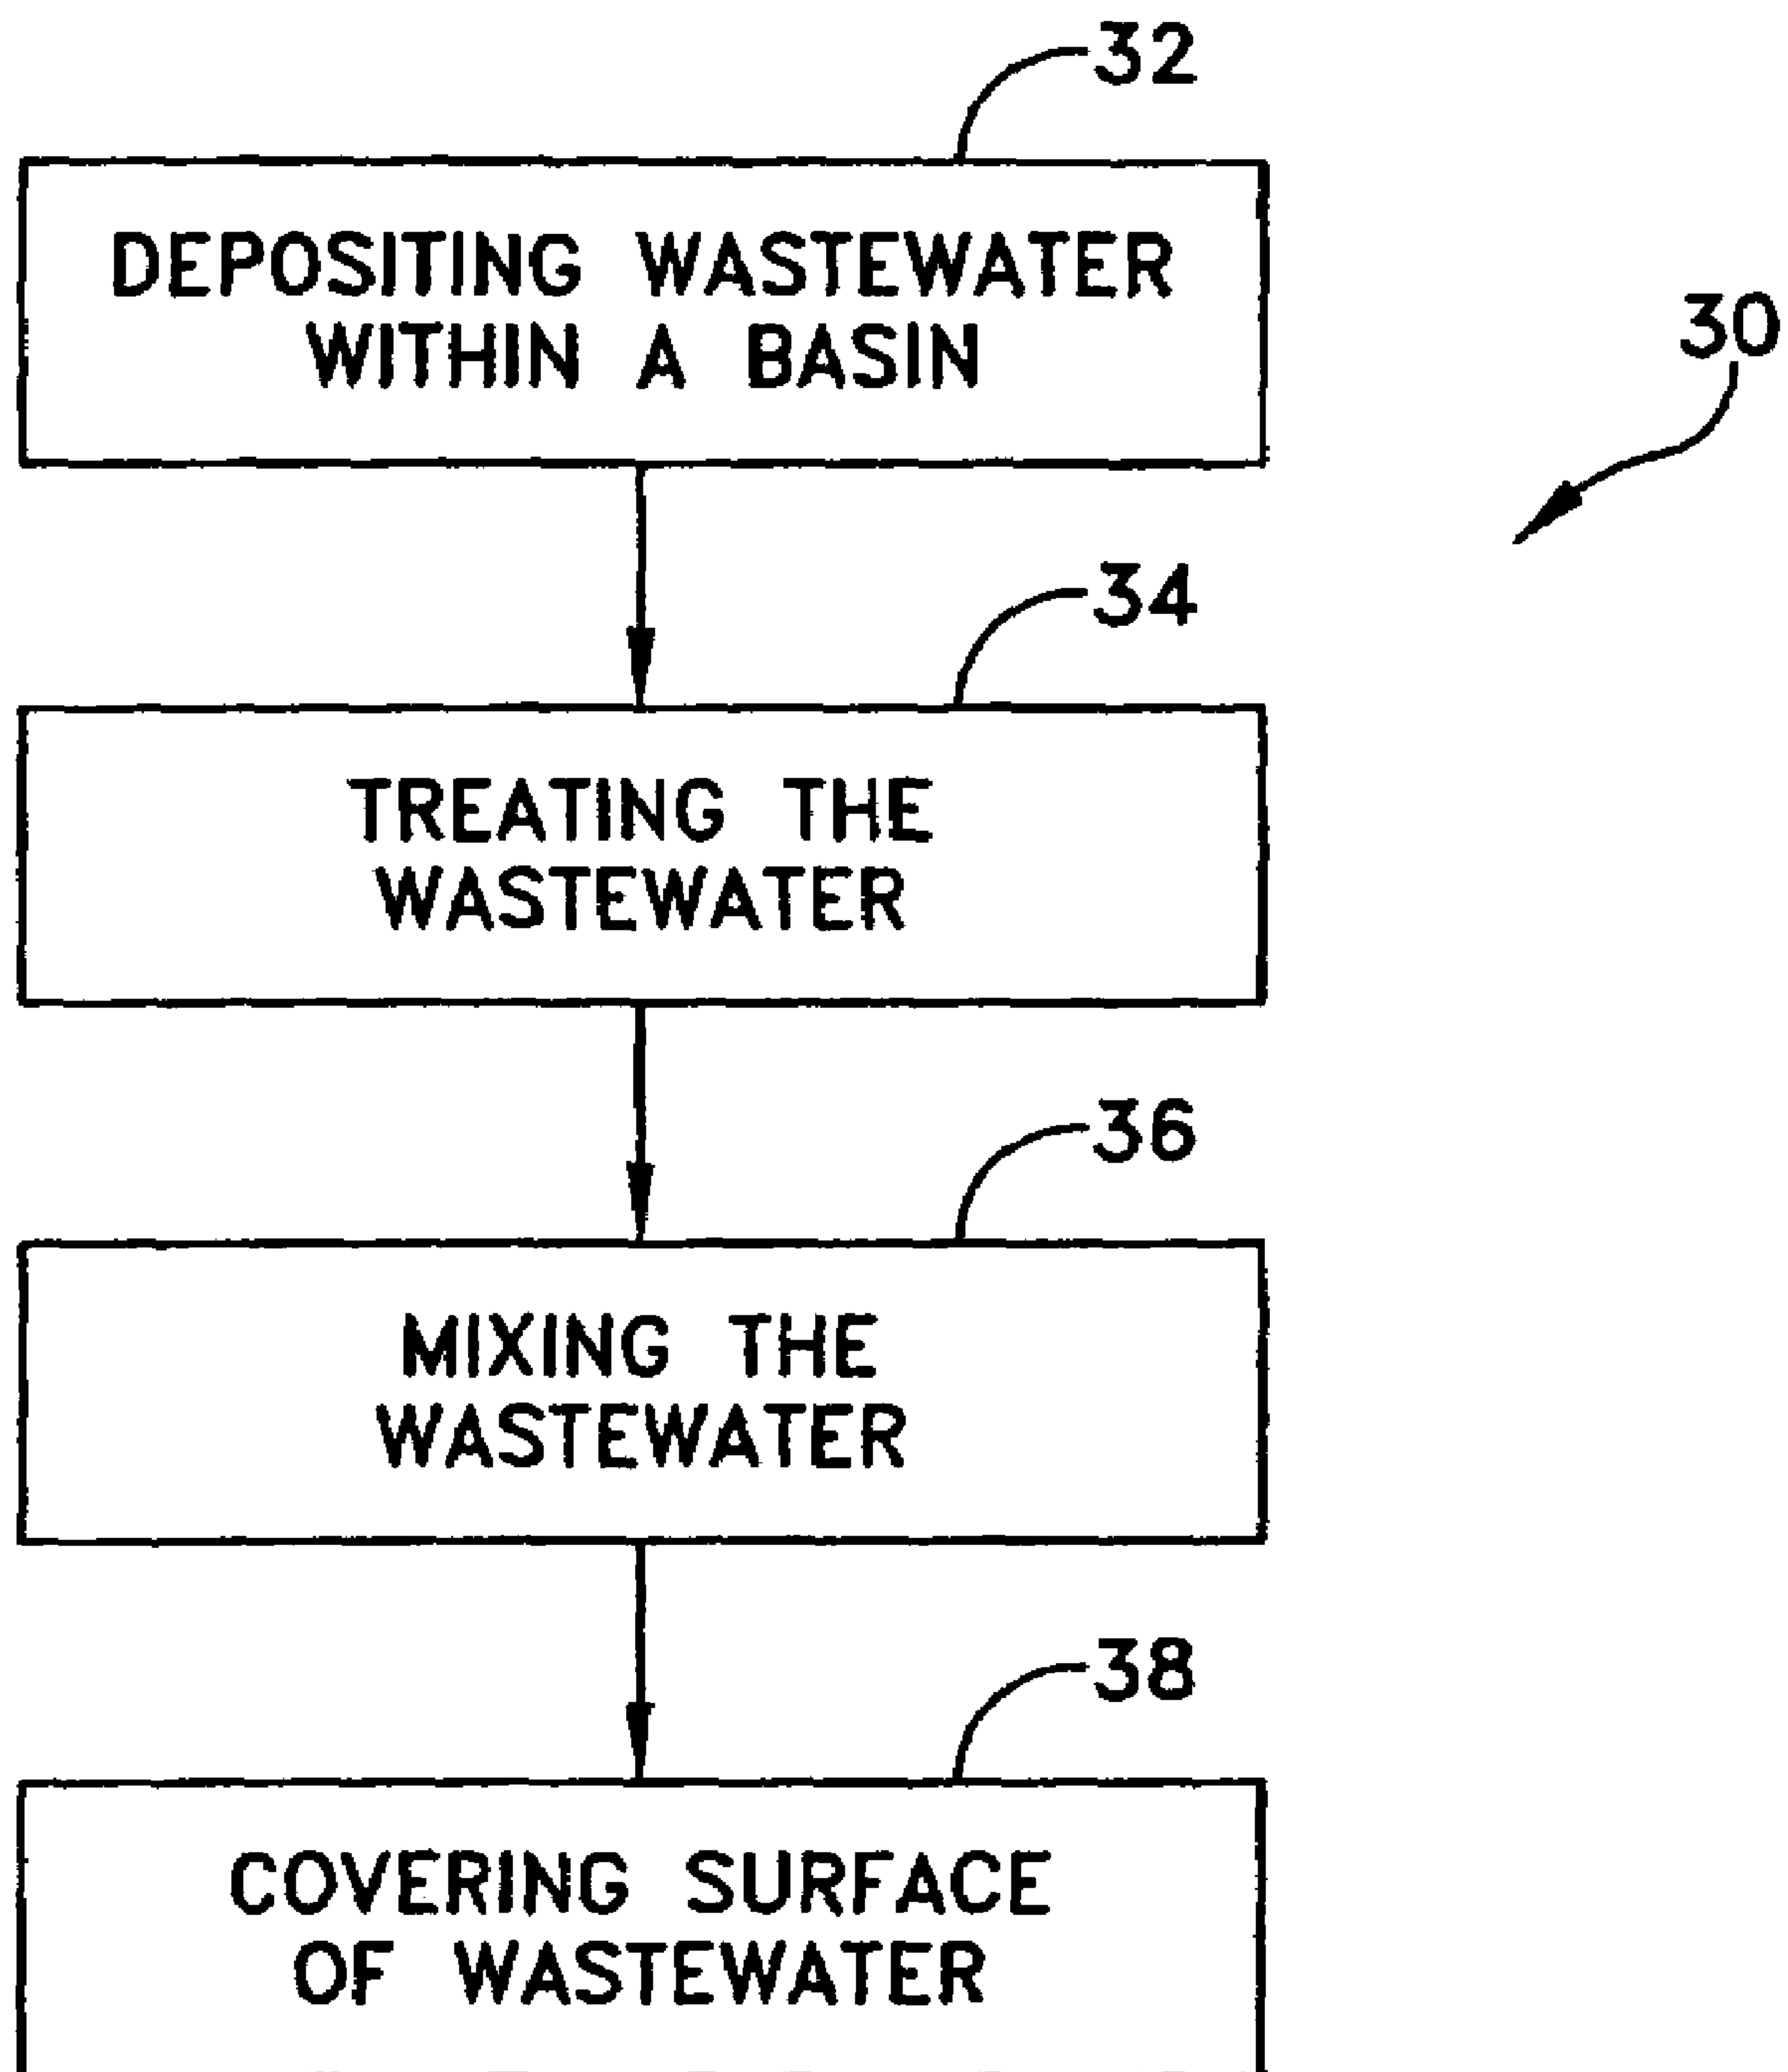 32
DEPOSITING WASTEWATER
WITHIN A BASIN
30
34
TREATING THE
WASTEWATER
36
MIXING THE
WASTEWATER
38
COVERING SURFACE
OF WASTEWATER